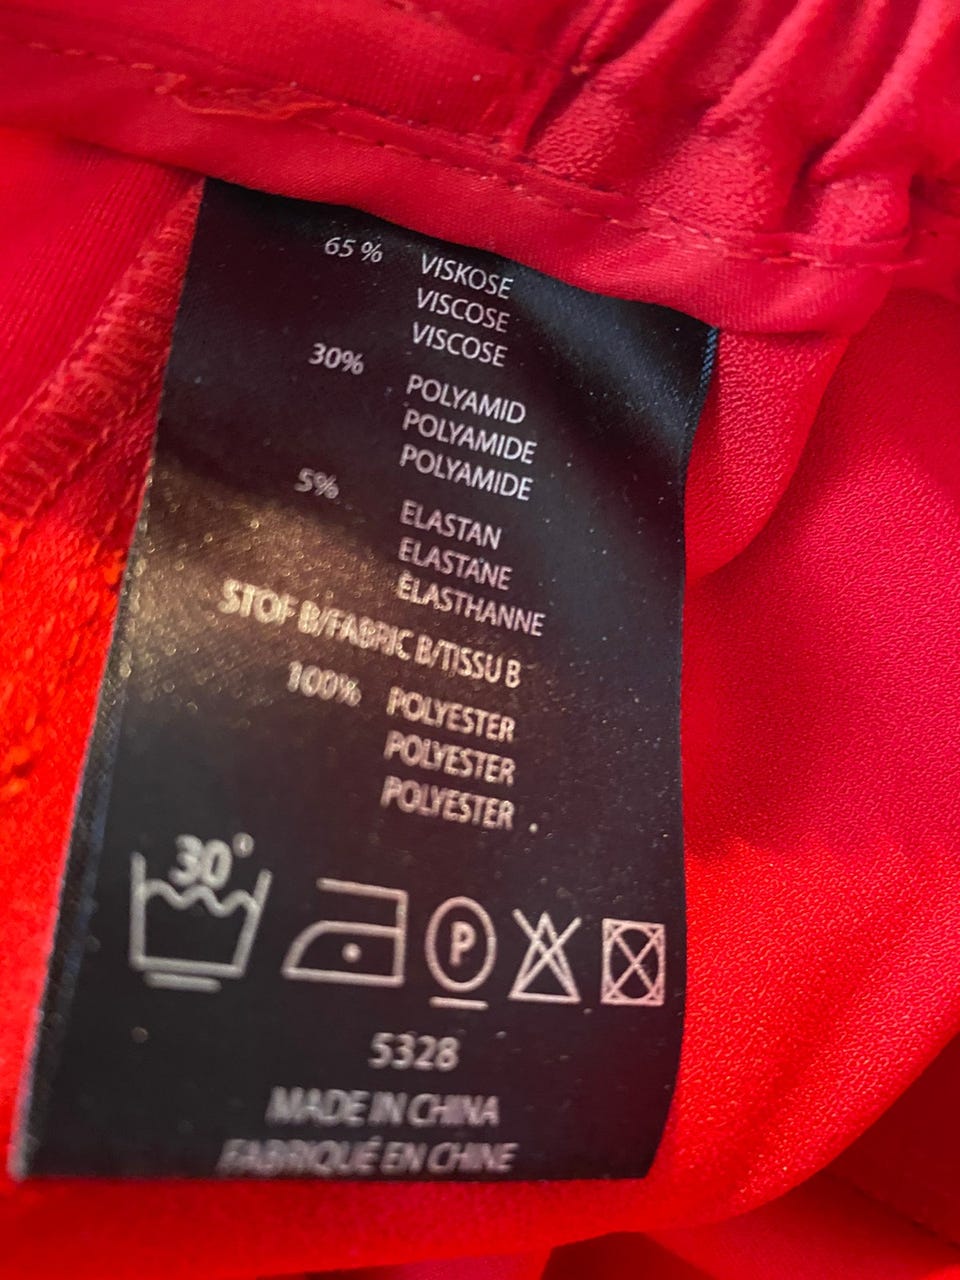 65 % VISKOSE
VISCOSE
VISCOSE
30% POLYAMID
POLYAMIDE
POLYAMIDE
5% ELASTAN
ELASTANE
ÉLASTHANNE
STOF B/FABRIC B/TISSU B
100% POLYESTER
POLYESTER
POLYESTER
30°
P
5328
MADE IN CHINA
FABRIQUÉ EN CHINE